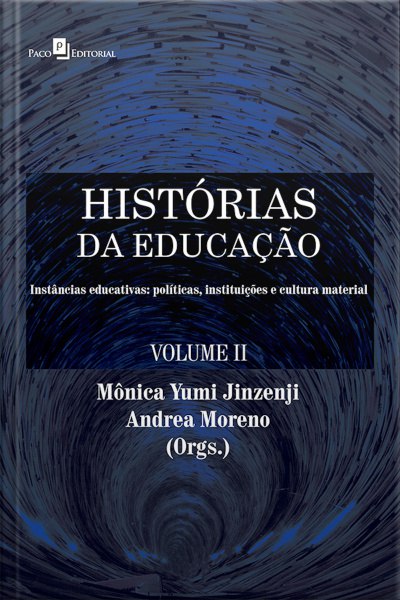 PACO EDITORIAL
HISTÓRIAS
DA EDUCAÇÃO
Instâncias educativas: políticas, instituições e cultura material
VOLUME II
Mônica Yumi Jinzenji
Andrea Moreno
(Orgs.)